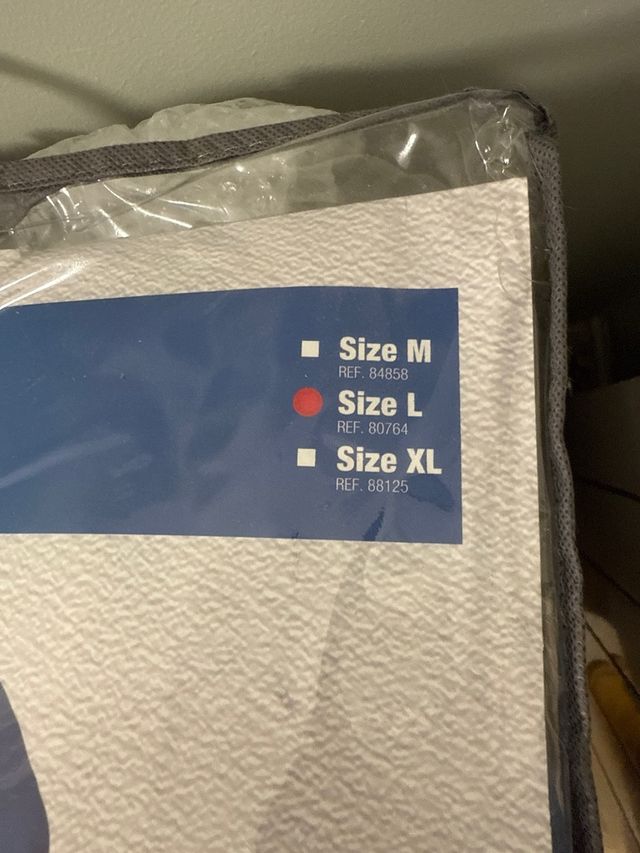 Size M
REF. 84858
Size L
REF. 80764
Size XL
REF. 88125